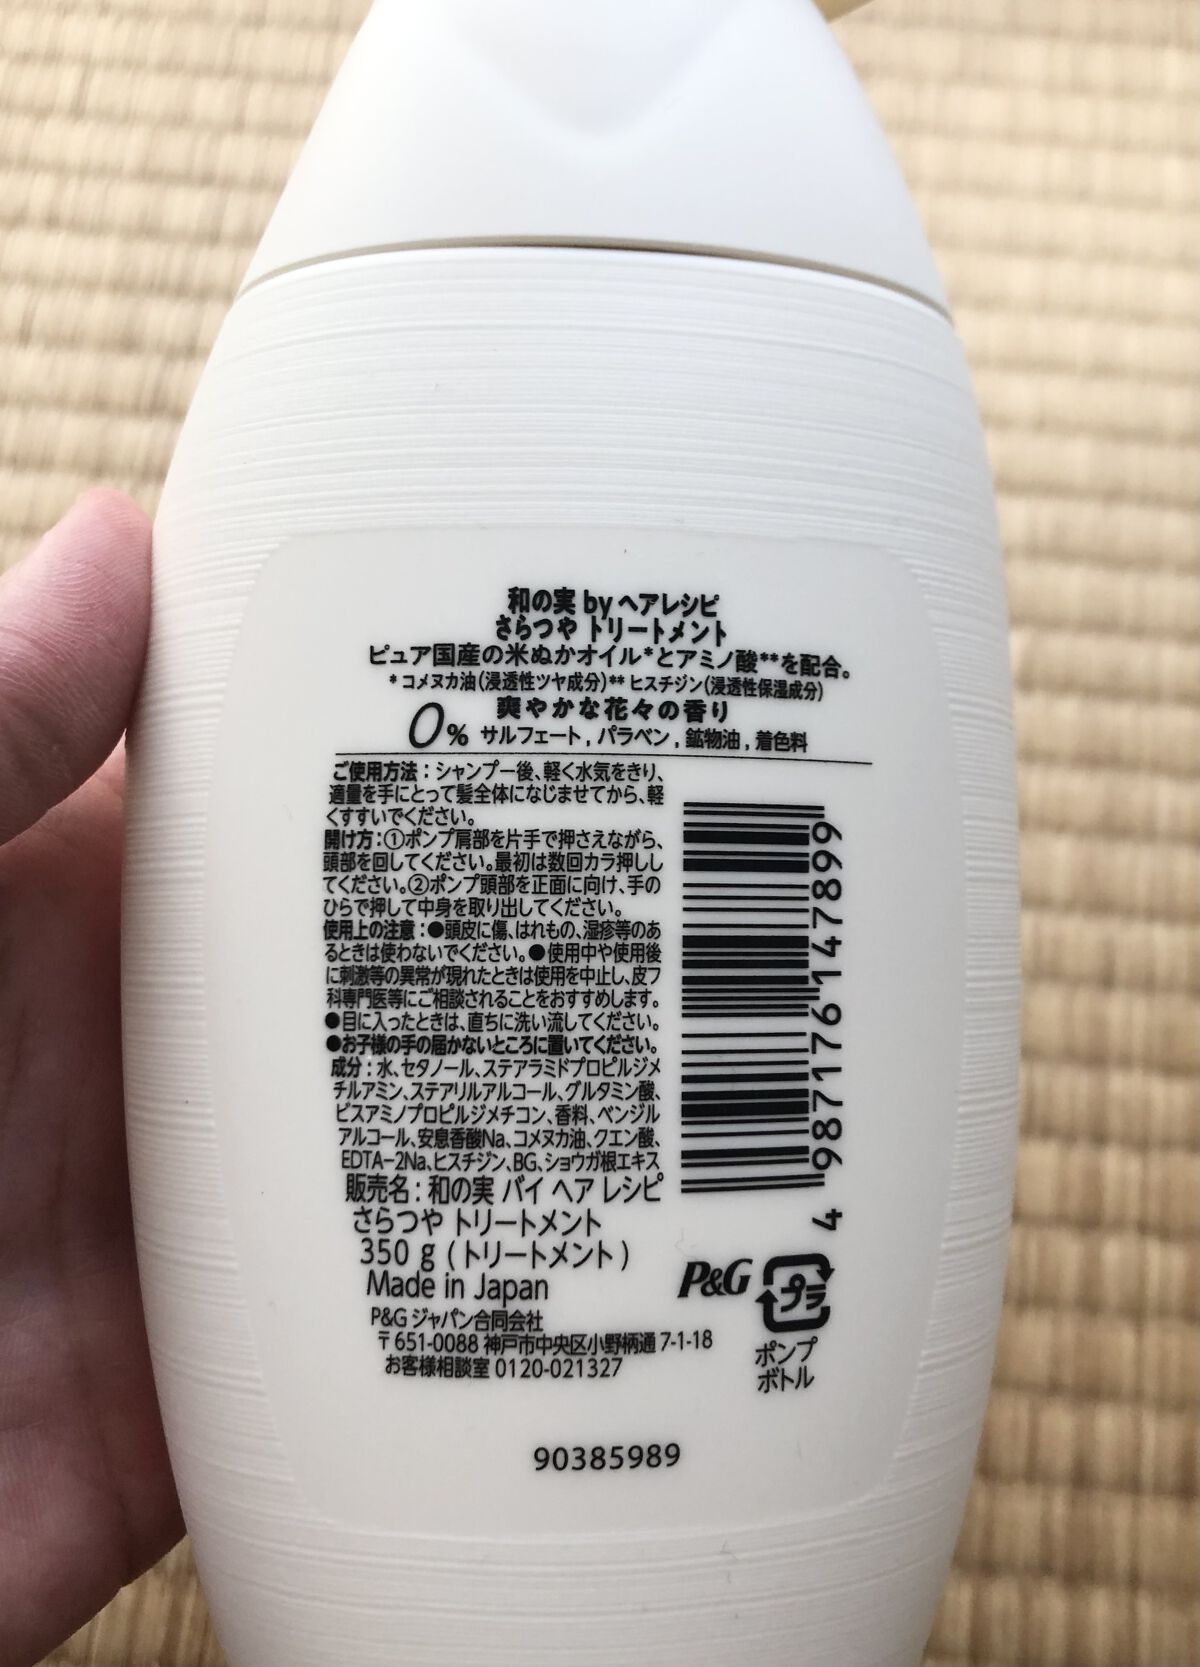 和の実 by ヘアレシピ
さらつや トリートメント
ピュア国産の米ぬかオイル*とアミノ酸**を配合。
*コメヌカ油(浸透性ツヤ成分)** ヒスチジン(浸透性保湿成分)
爽やかな花々の香り
0% サルフェート, パラベン, 鉱物油, 着色料
ご使用方法:シャンプー後、軽く水気をきり、
適量を手にとって髪全体になじませてから、軽
くすすいでください。
開け方:①ポンプ肩部を片手で押さえながら、
頭部を回してください。最初は数回カラ押しし
てください。②ポンプ頭部を正面に向け、手の
ひらで押して中身を取り出してください。
使用上の注意:●頭皮に傷、はれもの、湿疹等のあ
るときは使わないでください。●使用中や使用後
に刺激等の異常が現れたときは使用を中止し、皮フ
科専門医等にご相談されることをおすすめします。
●目に入ったときは、直ちに洗い流してください。
●お子様の手の届かないところに置いてください。
成分:水、セタノール、ステアラミドプロピルジメ
チルアミン、ステアリルアルコール、グルタミン酸、
ビスアミノプロピルジメチコン、香料、ベンジル
アルコール、安息香酸Na、コメヌカ油、クエン酸、
EDTA-2Na、ヒスチジン、BG、ショウガ根エキス
販売名:和の実 バイ ヘア レシピ
さらつや トリートメント
350 g (トリートメント)
Made in Japan
P&G ジャパン合同会社
〒651-0088 神戸市中央区小野柄通 7-1-18
お客様相談室 0120-021327
4 987176 147899
P&G
プラ
ポンプ
ボトル
90385989